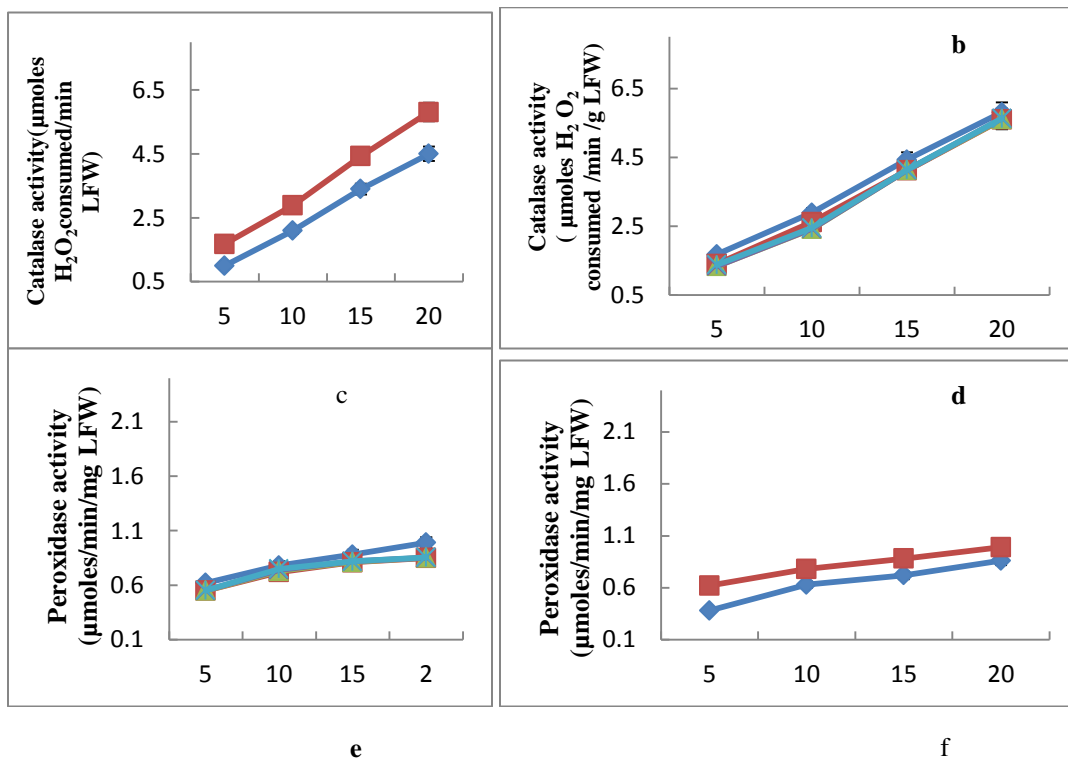 Catalase activity(µmoles
H₂O₂consumed/min
LFW)
6.5
4.5
2.5
0.5
5 10 15 20
b
Catalase activity
( µmoles H₂ O₂
consumed /min /g LFW)
6.5
4.5
2.5
0.5
5 10 15 20
c
Peroxidase activity
(µmoles/min/mg LFW)
2.1
1.6
1.1
0.6
0.1
5 10 15 2
d
Peroxidase activity
(µmoles/min/mg LFW)
2.1
1.6
1.1
0.6
0.1
5 10 15 20
e f